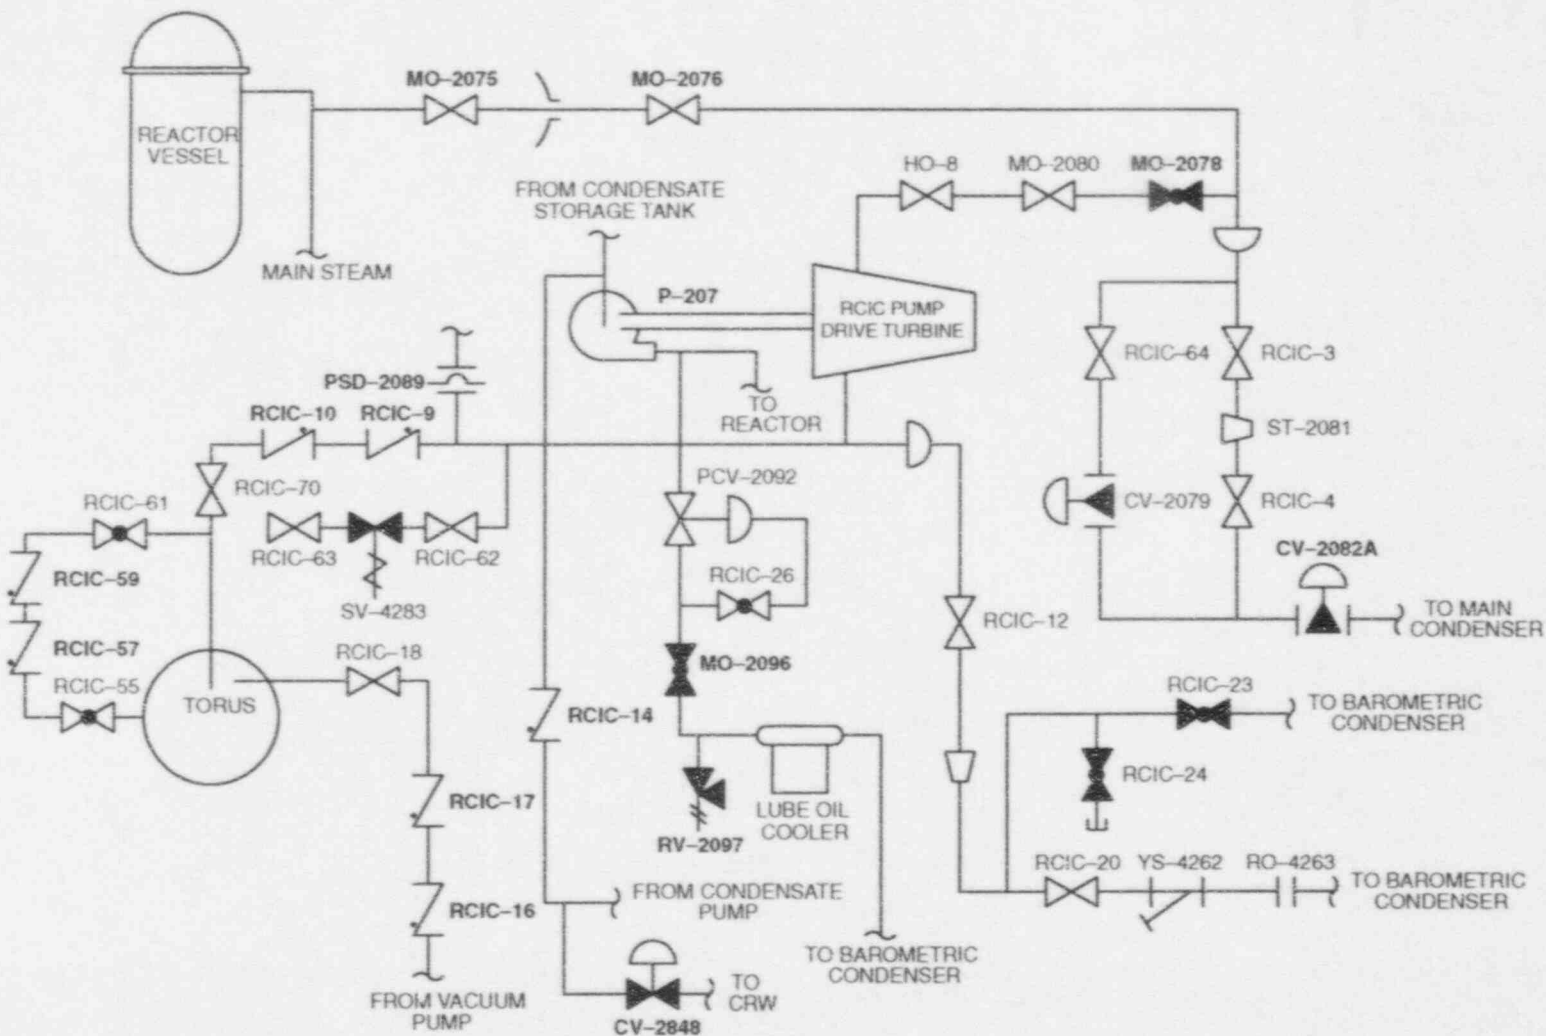 MO-2075
MO-2076
REACTOR
VESSEL
FROM CONDENSATE
STORAGE TANK
HO-8
MO-2080
MO-2078
MAIN STEAM
P-207
RCIC PUMP
DRIVE TURBINE
RCIC-64
RCIC-3
PSD-2089
TO
REACTOR
RCIC-10
RCIC-9
ST-2081
RCIC-70
PCV-2092
RCIC-61
CV-2079
RCIC-4
RCIC-63
RCIC-62
RCIC-59
SV-4283
RCIC-26
CV-2082A
RCIC-12
TO MAIN
CONDENSER
RCIC-57
RCIC-18
MO-2096
RCIC-55
TORUS
RCIC-14
RCIC-23
TO BAROMETRIC
CONDENSER
RCIC-24
RCIC-17
LUBE OIL
COOLER
RV-2097
RCIC-20
YS-4262
RO-4263
FROM CONDENSATE
PUMP
TO BAROMETRIC
CONDENSER
RCIC-16
TO BAROMETRIC
CONDENSER
FROM VACUUM
PUMP
TO
CRW
CV-2848